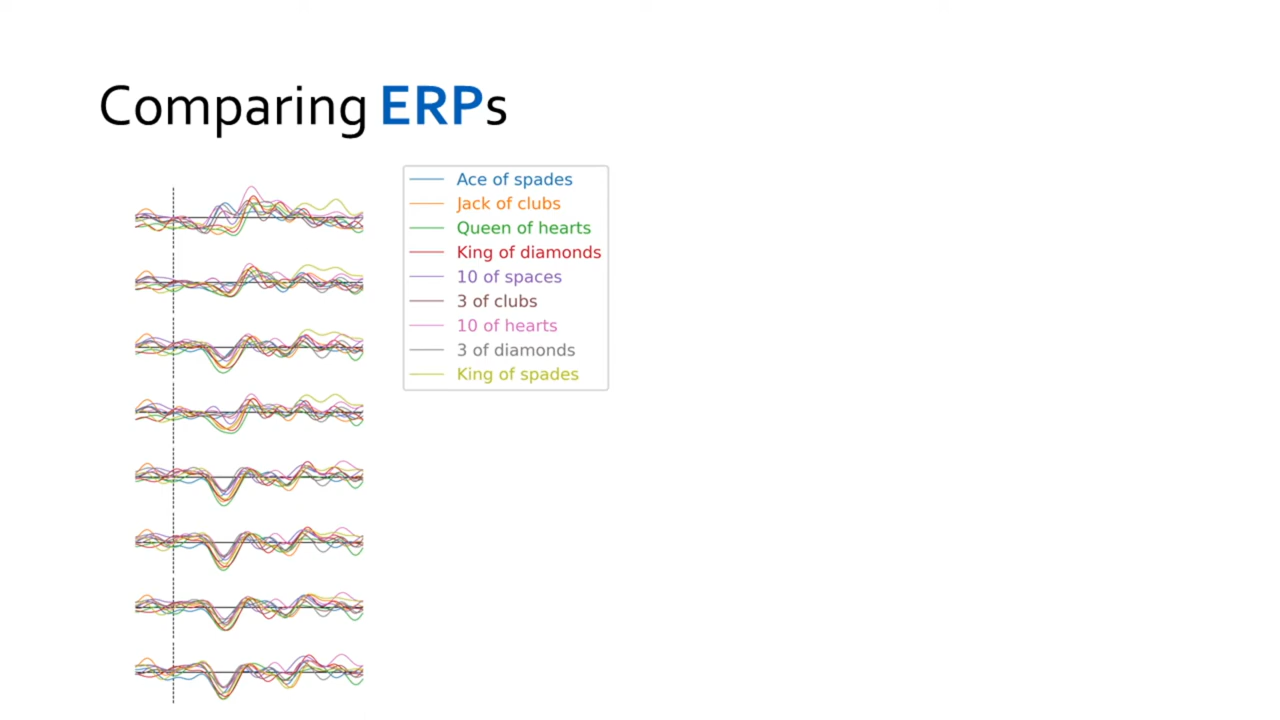 Comparing ERPs
Ace of spades
Jack of clubs
Queen of hearts
King of diamonds
10 of spaces
3 of clubs
10 of hearts
3 of diamonds
King of spades